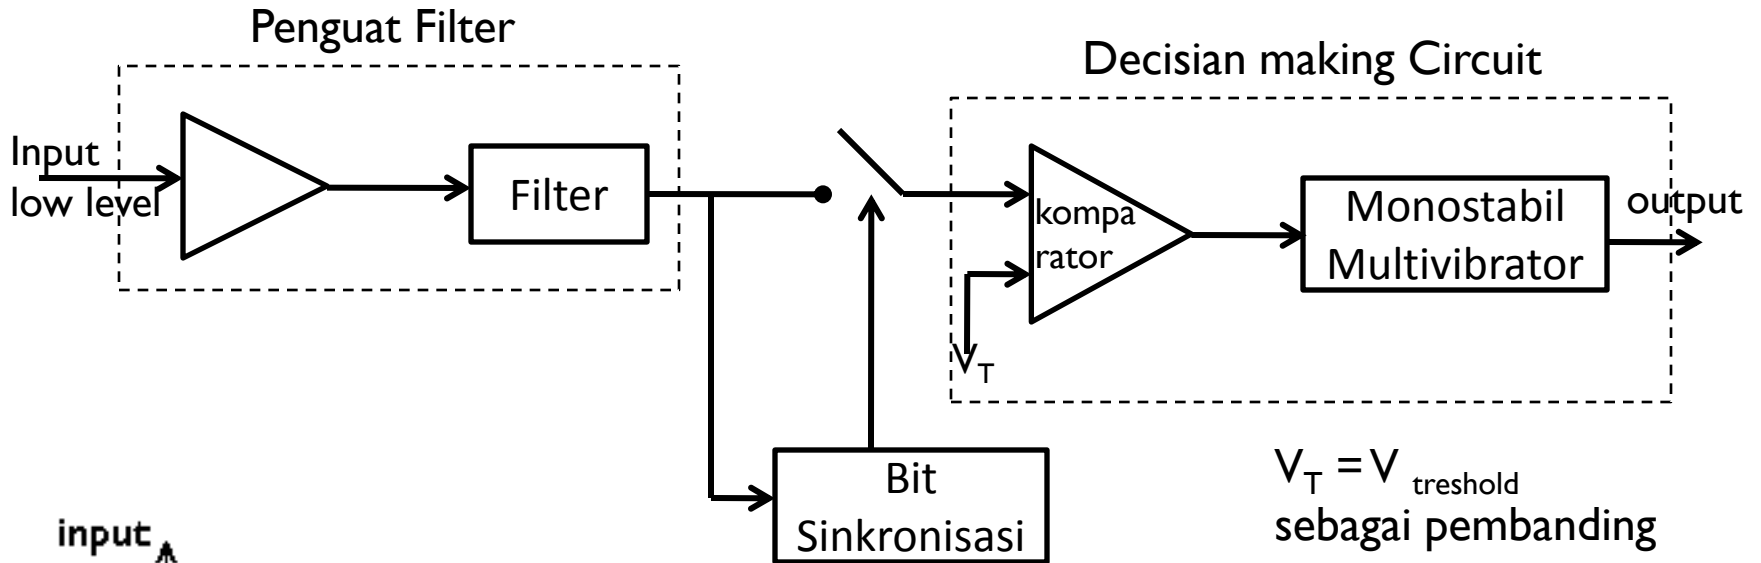 Penguat Filter
Decisian making Circuit
Input
low level
Filter
kompa
rator
Monostabil
Multivibrator
output
V T
Bit
Sinkronisasi
V T = V treshold
sebagai pembanding
input